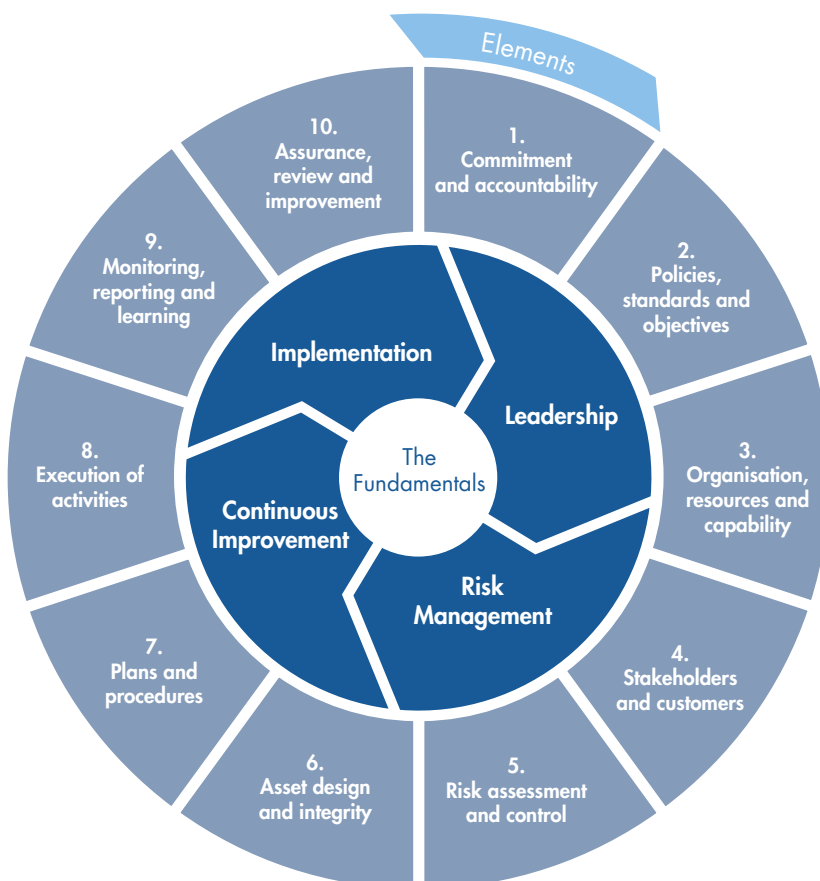 Elements
1.
Commitment
and accountability
2.
Policies,
standards and
objectives
3.
Organisation,
resources and
capability
4.
Stakeholders
and customers
5.
Risk assessment
and control
6.
Asset design
and integrity
7.
Plans and
procedures
8.
Execution of
activities
9.
Monitoring,
reporting and
learning
10.
Assurance,
review and
improvement
Leadership
Risk
Management
Continuous
Improvement
Implementation
The
Fundamentals